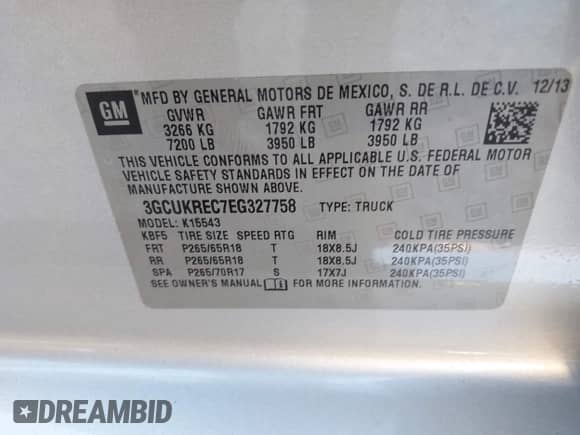 GM
*MFD BY GENERAL MOTORS DE MEXICO, S. DE R.L. DE C.V. 12/13
GVWR GAWR FRT GAWR RR
3266 KG 1792 KG 1792 KG
7200 LB 3950 LB 3950 LB
THIS VEHICLE CONFORMS TO ALL APPLICABLE U.S. FEDERAL MOTOR
VEHICLE SAFETY STANDARDS IN EFFECT ON THE DATE OF
MANUFACTURE SHOWN ABOVE.
3GCUKREC7EG327758 TYPE: TRUCK
MODEL: K15543
KBF5 TIRE SIZE SPEED RTG RIM COLD TIRE PRESSURE
FRT P265/65R18 T 18X8.5J 240KPA(35PSI)
RR P265/65R18 T 18X8.5J 240KPA(35PSI)
SPA P265/70R17 S 17X7J 240KPA(35PSI)
SEE OWNER'S MANUAL FOR MORE INFORMATION.
DREAMBID